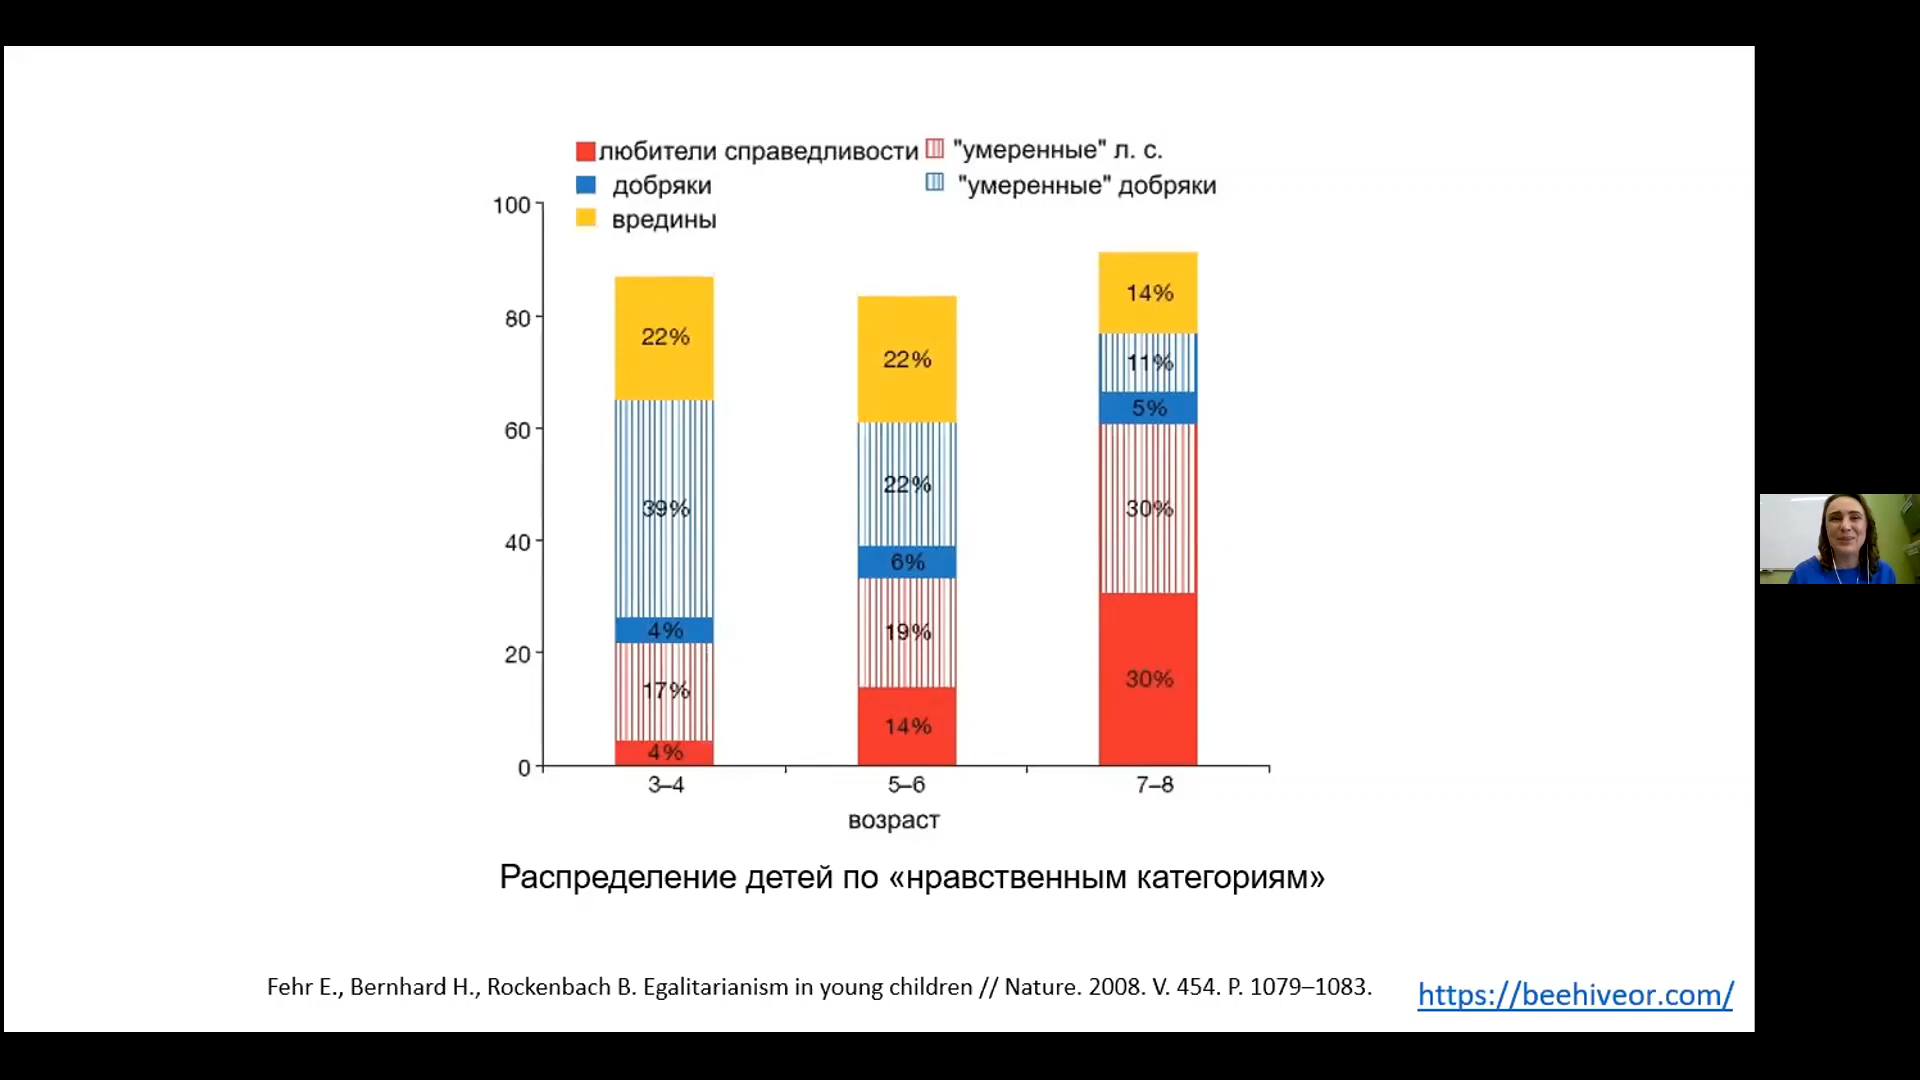 любители справедливости "умеренные" л. с.
добряки "умеренные" добряки
вредины
100
80
60
40
20
0
22%
39%
4%
17%
4%
22%
22%
6%
19%
14%
14%
11%
5%
30%
30%
3–4 5–6 7–8
возраст
Распределение детей по «нравственным категориям»
Fehr E., Bernhard H., Rockenbach B. Egalitarianism in young children // Nature. 2008. V. 454. P. 1079–1083.
https://beehiveor.com/